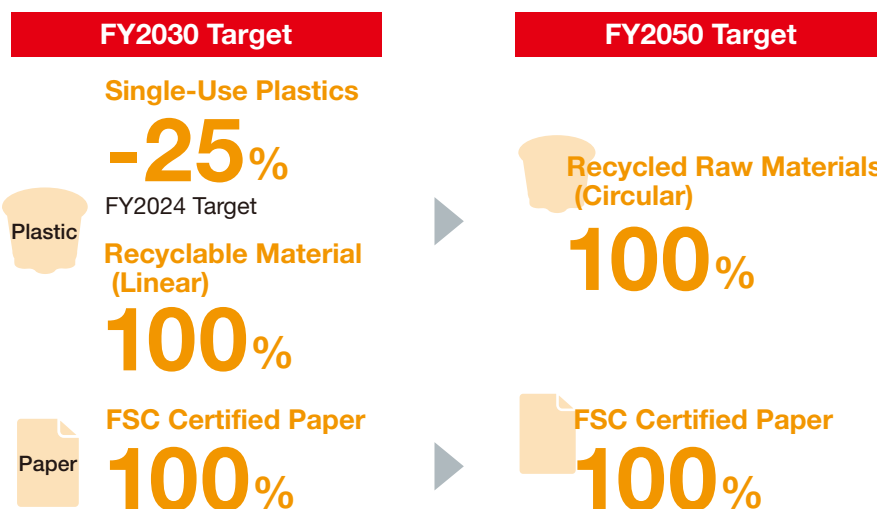 FY2030 Target
Single-Use Plastics
-25%
FY2024 Target
Plastic
Recyclable Material
(Linear)
100%
Paper
FSC Certified Paper
100%
FY2050 Target
Recycled Raw Materials
(Circular)
100%
FSC Certified Paper
100%